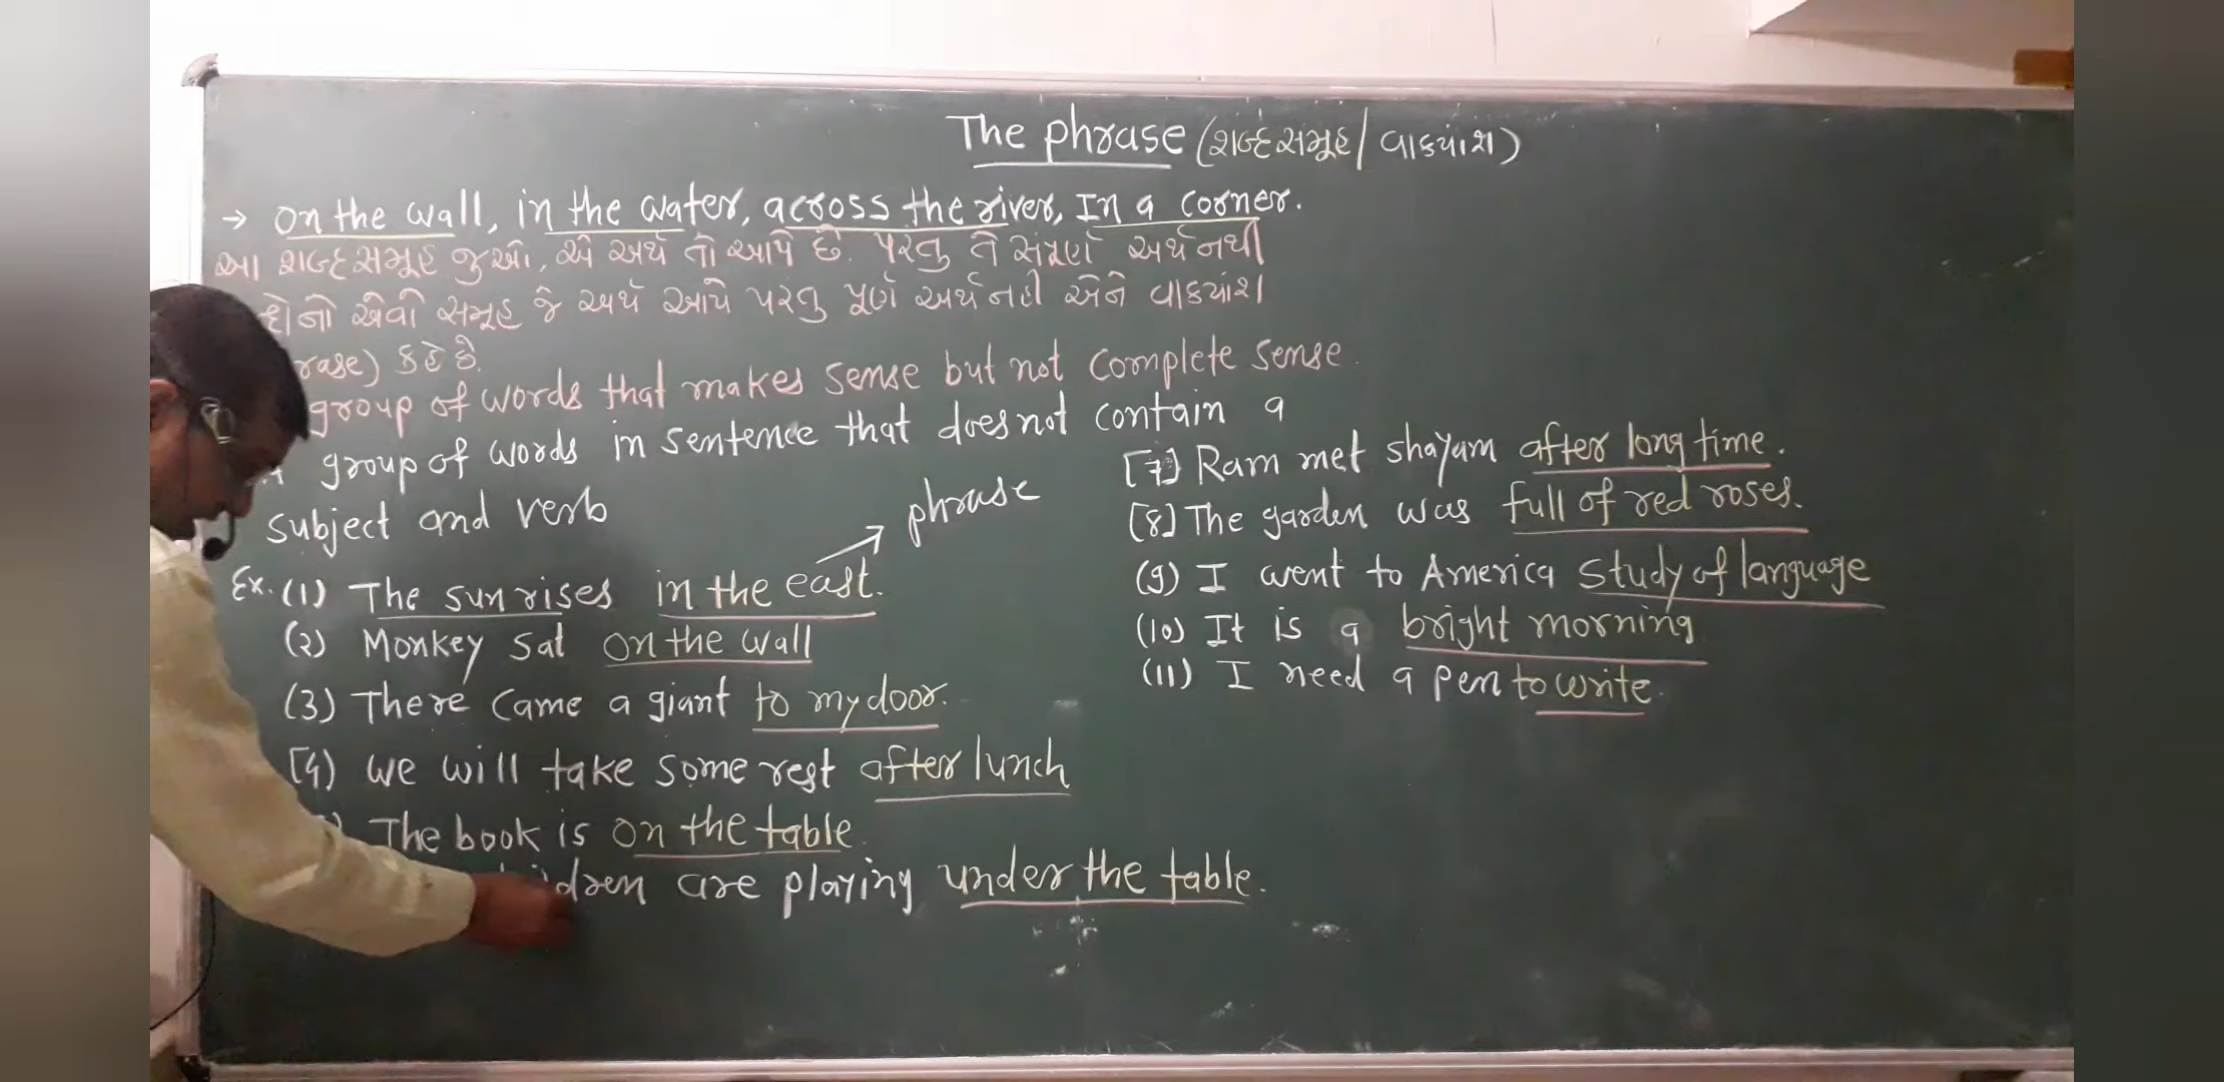 The phrase (શબ્દસમૂહ/વાકયાંશ)
→ on the wall, in the water, across the river, In a corner.
આ શબ્દસમૂહ જુઓ, એ અર્થ તો આપે છે. પરંતુ તે સંપૂર્ણ અર્થ નથી
એવો સમૂહ જે અર્થ આપે પરંતુ પૂર્ણ અર્થ નહી એને વાકયાંશ
rase) કહે છે.
group of words that makes sense but not complete sense.
group of words in sentence that does not contain a
subject and verb
phrase
Ex. (1) The sun rises in the east.
(2) Monkey sat on the wall
(3) There came a giant to my door.
[4) we will take some rest after lunch
The book is on the table.
ildren are playing under the table.
[7] Ram met shayam after long time.
[8] The garden was full of red roses.
(9) I went to America study of language
(10) It is a bright morning
(11) I need a pen to write.